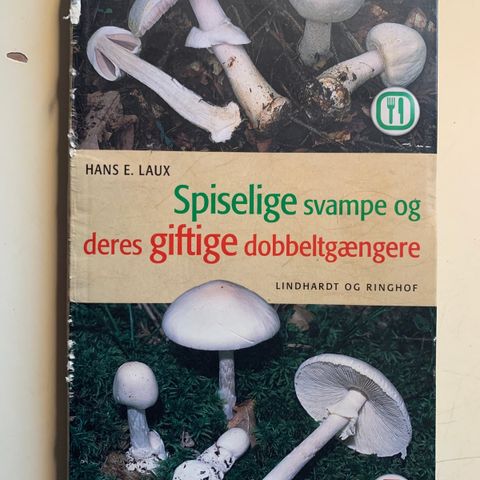 HANS E. LAUX
Spiselige svampe og
deres giftige dobbeltgængere
LINDHARDT OG RINGHOF